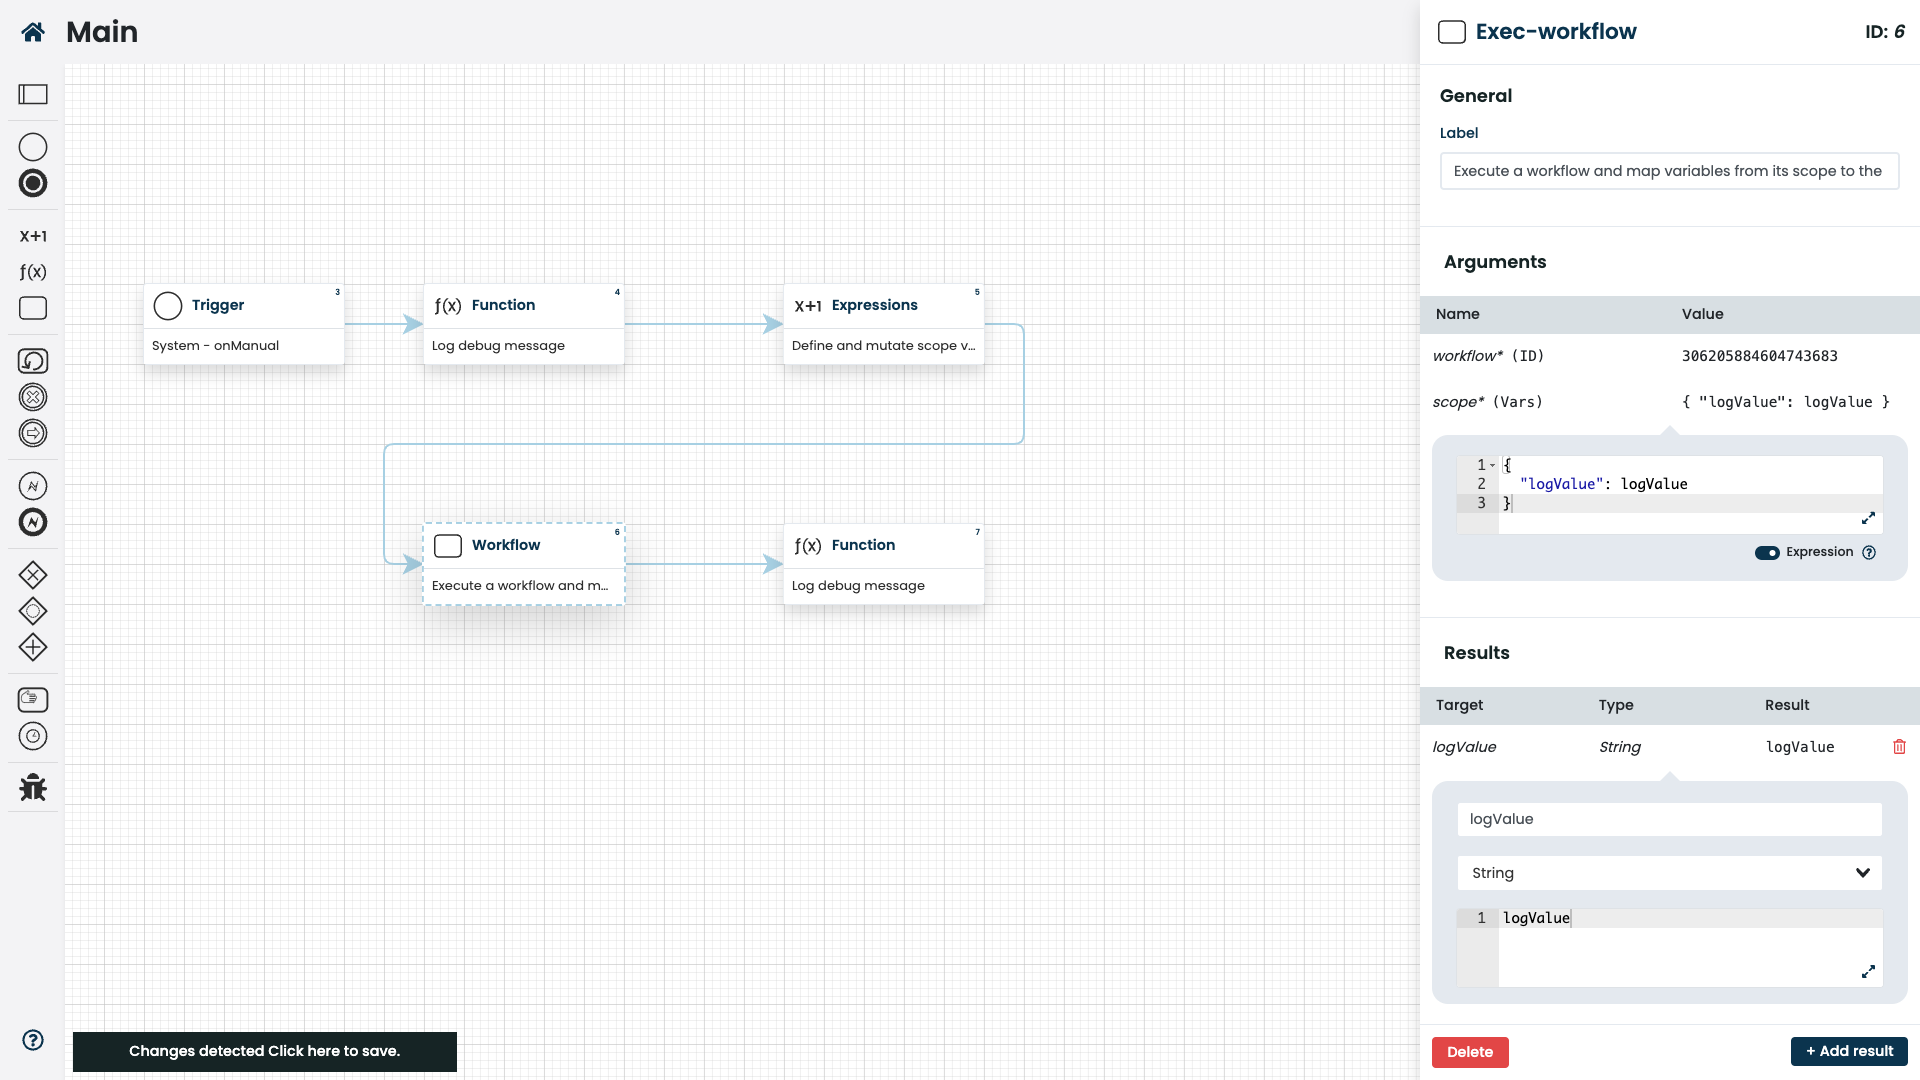 Main
X+1
ƒ(x)
Trigger
3
System - onManual
ƒ(x)
Function
4
Log debug message
X+1
Expressions
5
Define and mutate scope v...
Workflow
6
Execute a workflow and m...
ƒ(x)
Function
7
Log debug message
?
Changes detected Click here to save.
Exec-workflow
ID: 6
General
Label
Execute a workflow and map variables from its scope to the
Arguments
Name Value
workflow* (ID) 306205884604743683
scope* (Vars) { "logValue": logValue }
1 {
2 "logValue": logValue
3 }
Expression ?
Results
Target Type Result
logValue String logValue
logValue
String
1 logValue
Delete
+ Add result